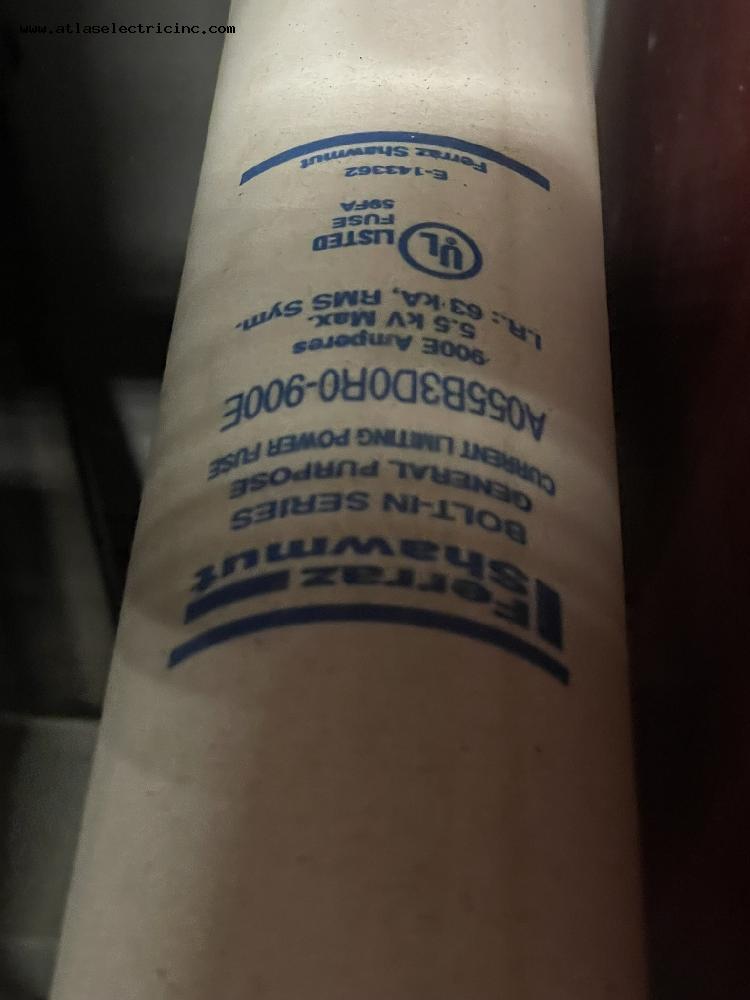 www.atlaselectricinc.com
Ferraz
Shawmut
BOLT-IN SERIES
GENERAL PURPOSE
CURRENT LIMITING POWER FUSE
A055B3D0R0-900E
900E Amperes
5.5 kV Max.
I.R.: 63 kA, RMS Sym.
UL LISTED
FUSE
59FA
E-143362
Ferraz Shawmut